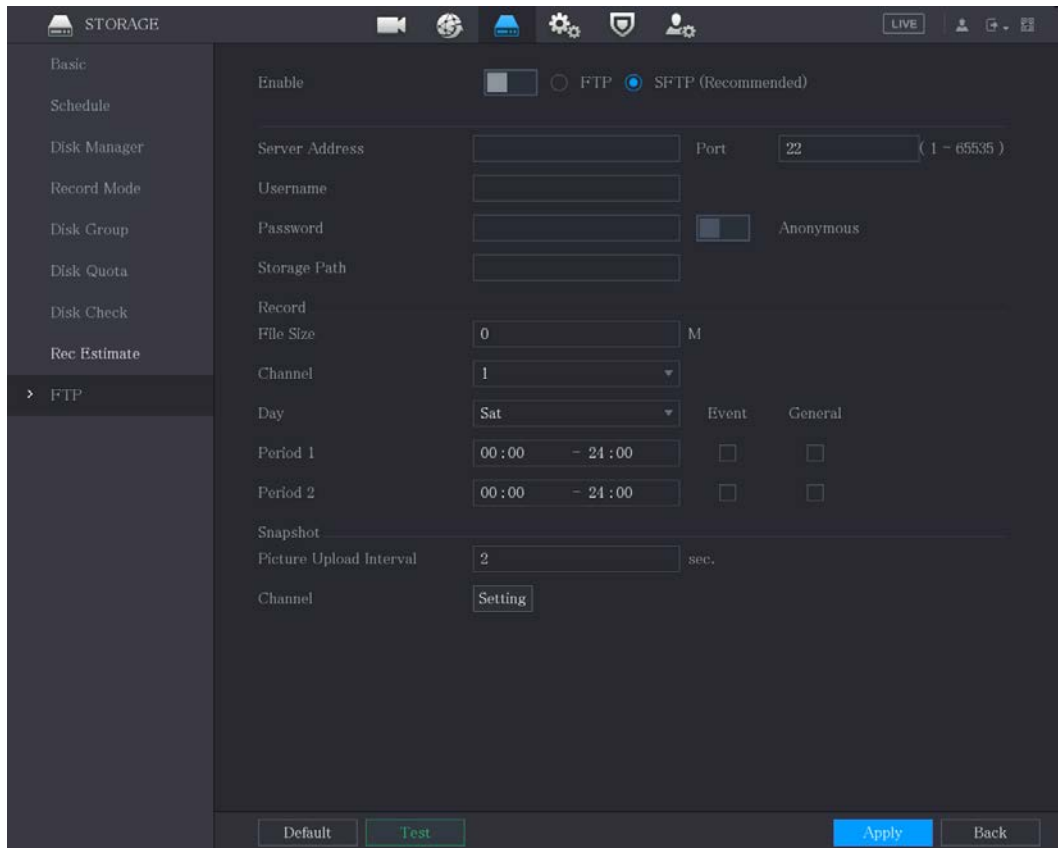 STORAGE LIVE
Basic
Schedule
Disk Manager
Record Mode
Disk Group
Disk Quota
Disk Check
Rec Estimate
FTP
Enable FTP SFTP (Recommended)
Server Address Port 22 ( 1 ~ 65535 )
Username
Password Anonymous
Storage Path
Record
File Size 0 M
Channel 1
Day Sat Event General
Period 1 00 : 00 - 24 : 00
Period 2 00 : 00 - 24 : 00
Snapshot
Picture Upload Interval 2 sec.
Channel Setting
Default Test Apply Back